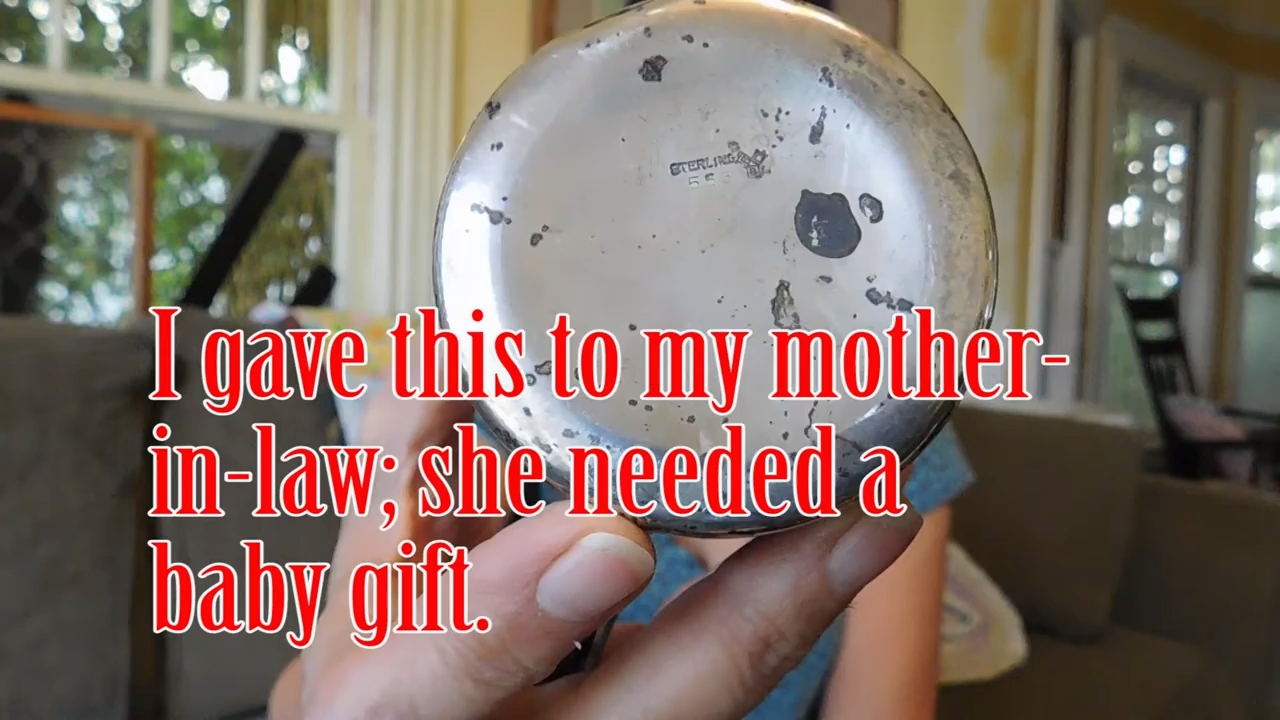 STERLING
I gave this to my mother-
in-law; she needed a
baby gift.